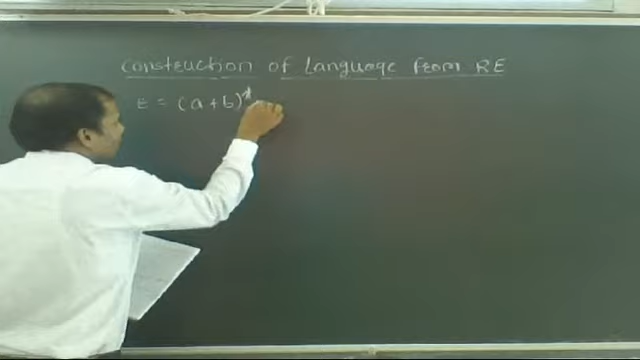 Construction of Language from RE
E = (a+b)*